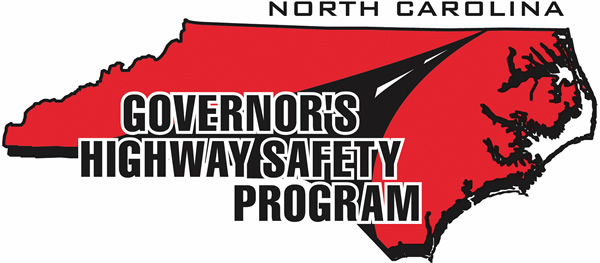 NORTH CAROLINA
GOVERNOR'S
HIGHWAY SAFETY
PROGRAM